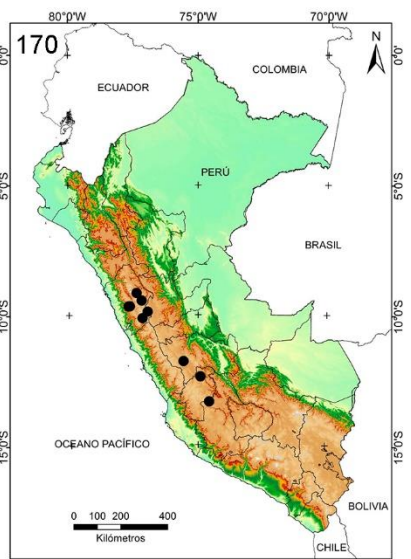 80°0'W 75°0'W 70°0'W
170
N
0°0' 0°0'
COLOMBIA
ECUADOR
PERÚ
5°0'S 5°0'S
BRASIL
10°0'S 10°0'S
OCEANO PACÍFICO
15°0'S 15°0'S
BOLIVIA
0 100 200 400
Kilómetros
CHILE